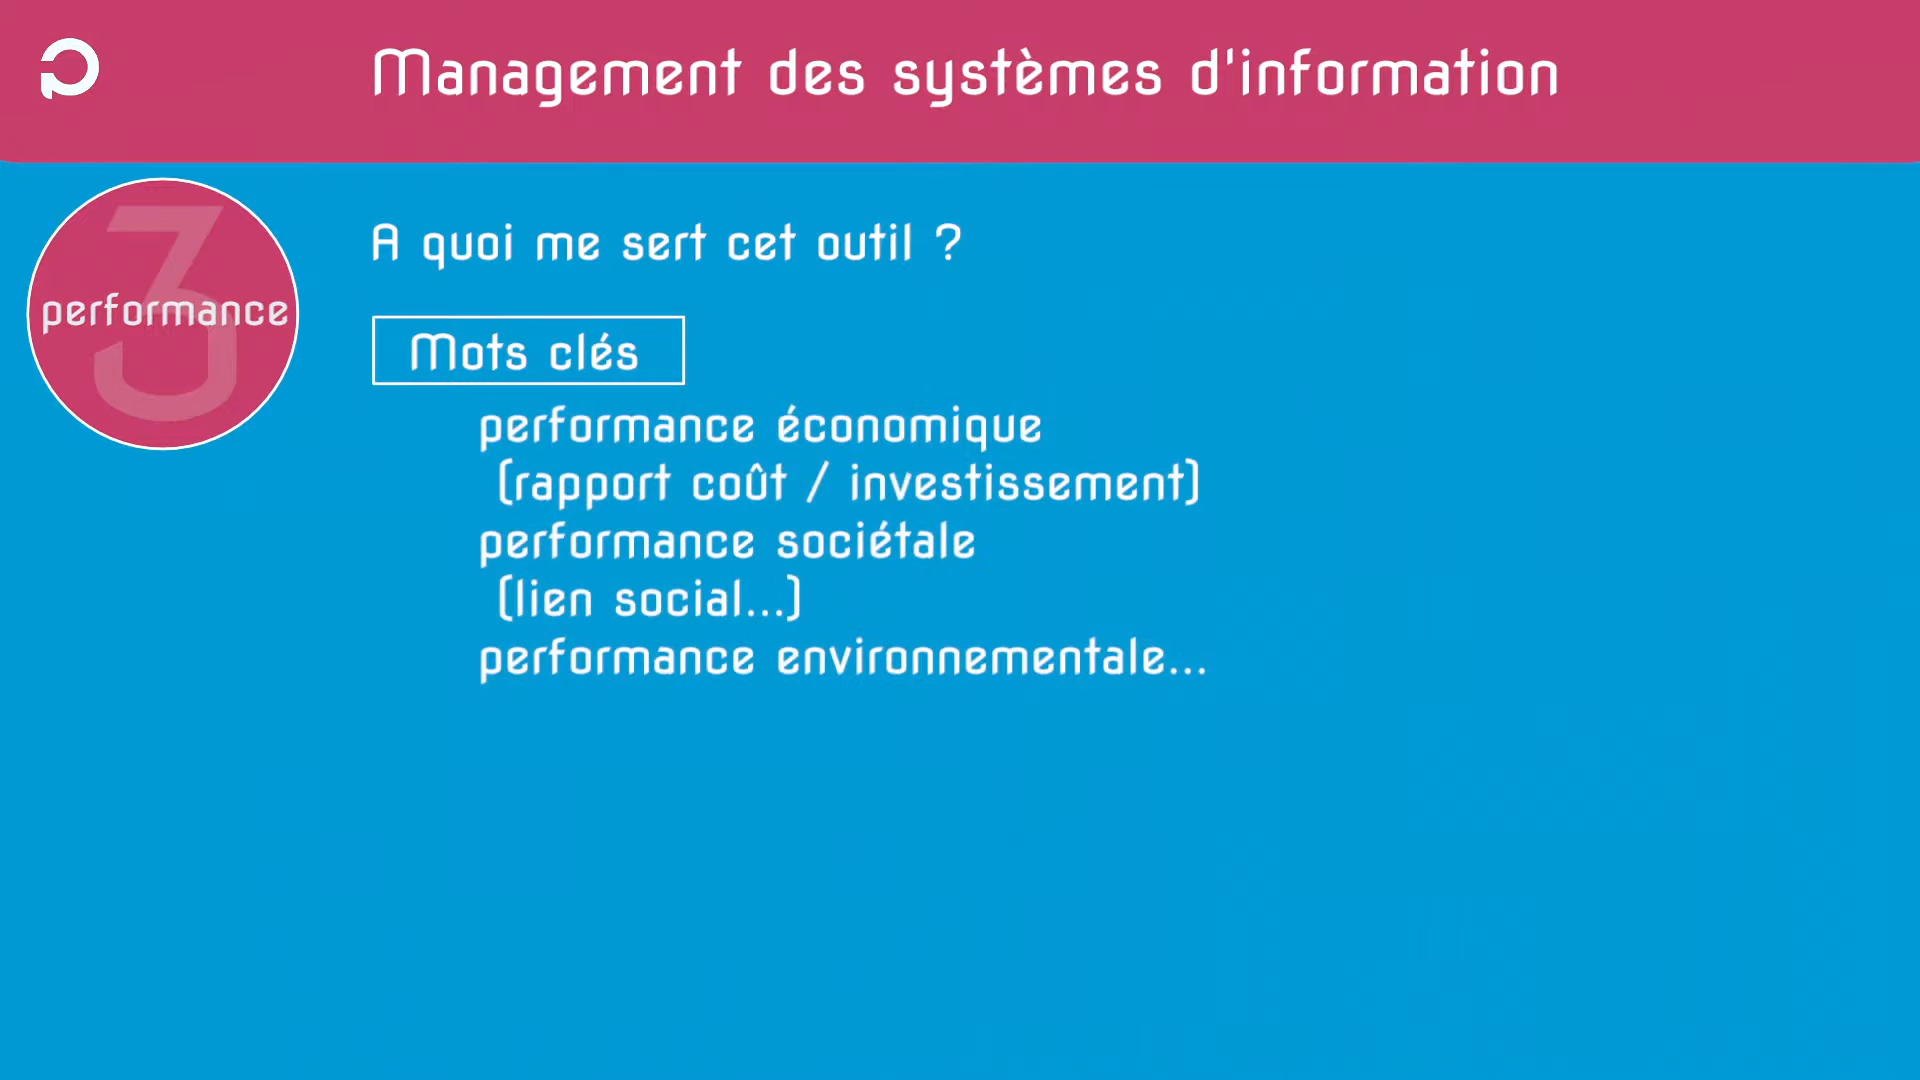 Management des systèmes d'information
3
performance
A quoi me sert cet outil ?
Mots clés
performance économique
(rapport coût / investissement)
performance sociétale
(lien social...)
performance environnementale...